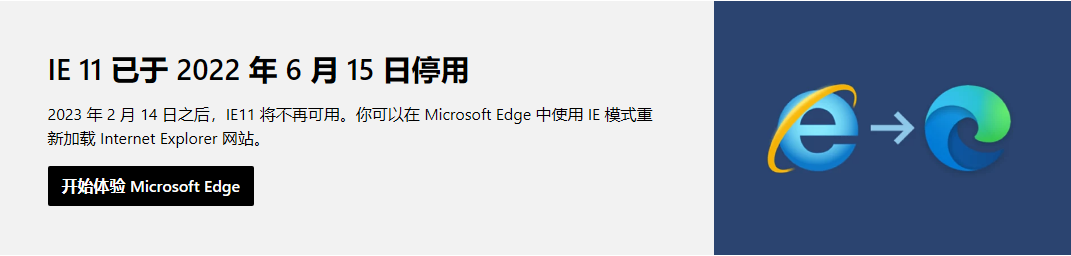 IE 11 已于 2022 年 6 月 15 日停用
2023 年 2 月 14 日之后，IE11 将不再可用。你可以在 Microsoft Edge 中使用 IE 模式重
新加载 Internet Explorer 网站。
开始体验 Microsoft Edge